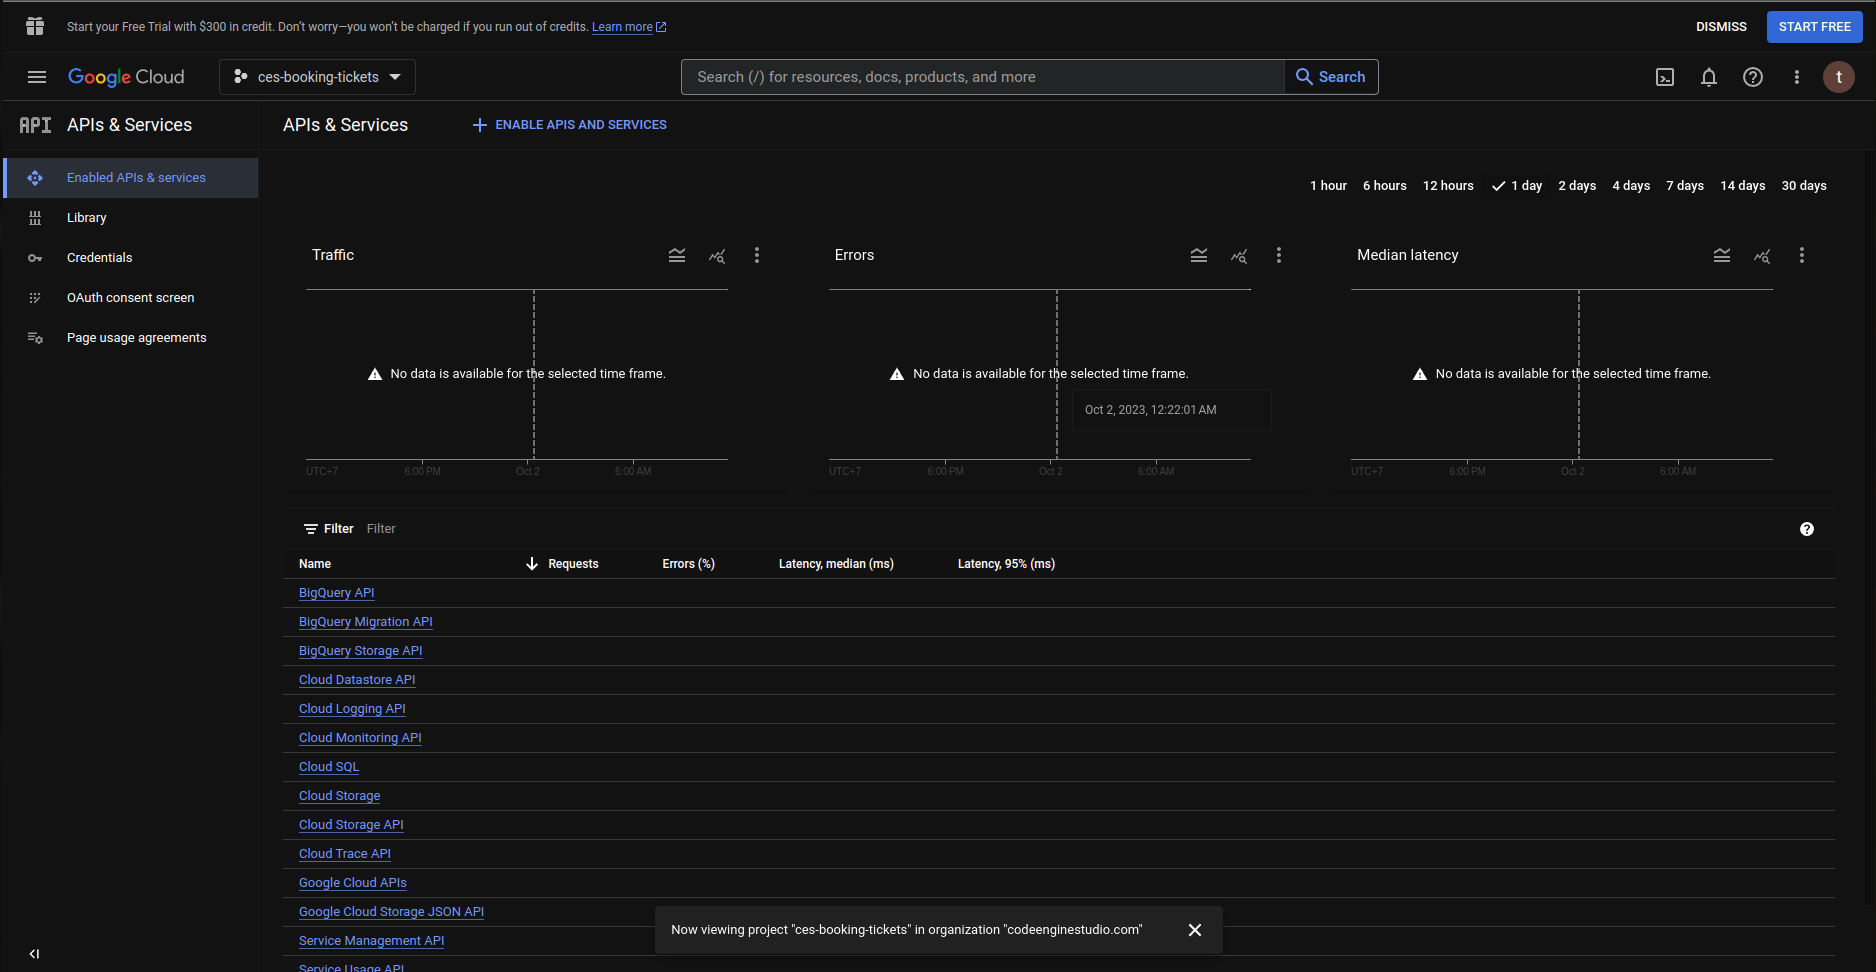 Start your Free Trial with $300 in credit. Don't worry—you won't be charged if you run out of credits. Learn more
DISMISS
START FREE
Google Cloud
ces-booking-tickets
Search (/) for resources, docs, products, and more
Search
t
API
APIs & Services
APIs & Services
ENABLE APIS AND SERVICES
Enabled APIs & services
Library
Credentials
OAuth consent screen
Page usage agreements
1 hour 6 hours 12 hours 1 day 2 days 4 days 7 days 14 days 30 days
Traffic
No data is available for the selected time frame.
UTC+7 6:00 PM Oct 2 6:00 AM
Errors
No data is available for the selected time frame.
Oct 2, 2023, 12:22:01 AM
UTC+7 6:00 PM Oct 2 6:00 AM
Median latency
No data is available for the selected time frame.
UTC+7 6:00 PM Oct 2 6:00 AM
Filter Filter
Name Requests Errors (%) Latency, median (ms) Latency, 95% (ms)
BigQuery API
BigQuery Migration API
BigQuery Storage API
Cloud Datastore API
Cloud Logging API
Cloud Monitoring API
Cloud SQL
Cloud Storage
Cloud Storage API
Cloud Trace API
Google Cloud APIs
Google Cloud Storage JSON API
Service Management API
Service Usage API
Now viewing project "ces-booking-tickets" in organization "codeenginestudio.com"